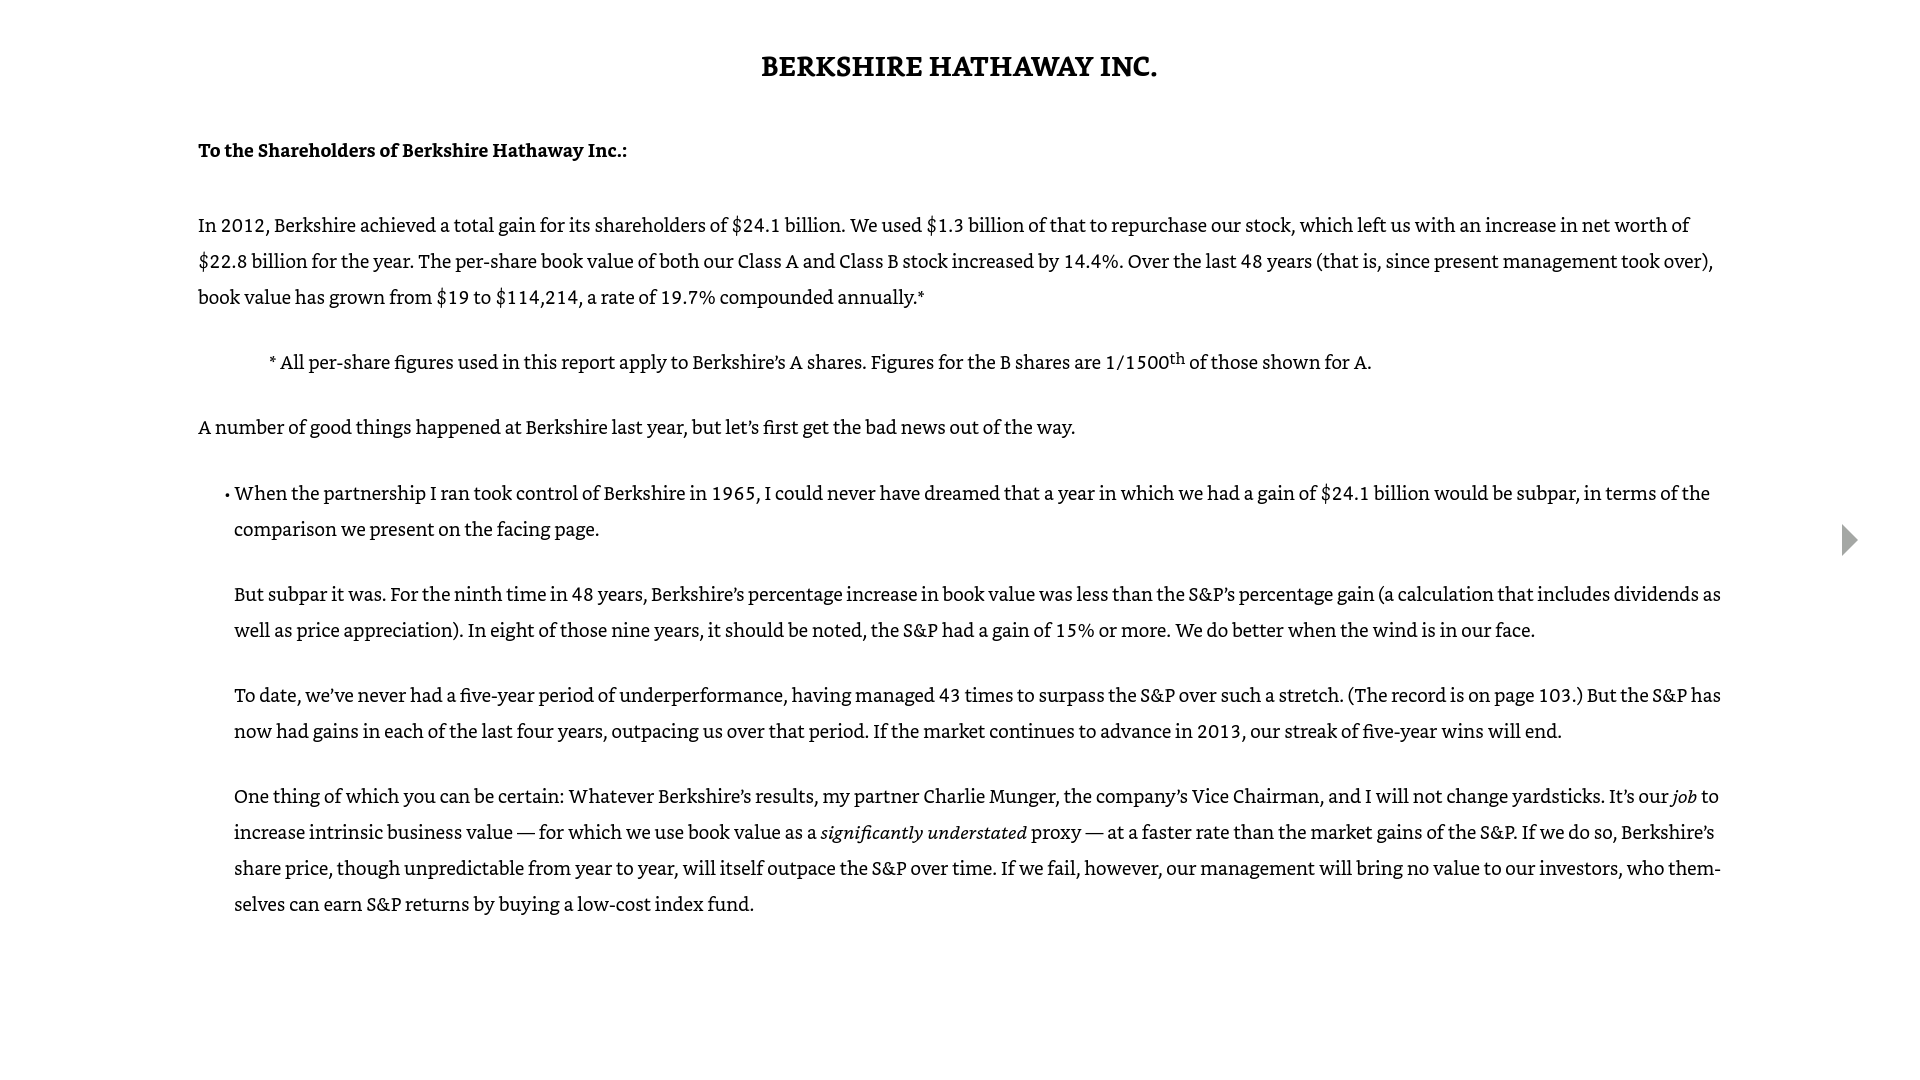 BERKSHIRE HATHAWAY INC.
To the Shareholders of Berkshire Hathaway Inc.:
In 2012, Berkshire achieved a total gain for its shareholders of $24.1 billion. We used $1.3 billion of that to repurchase our stock, which left us with an increase in net worth of
$22.8 billion for the year. The per-share book value of both our Class A and Class B stock increased by 14.4%. Over the last 48 years (that is, since present management took over),
book value has grown from $19 to $114,214, a rate of 19.7% compounded annually.*
* All per-share figures used in this report apply to Berkshire’s A shares. Figures for the B shares are 1/1500th of those shown for A.
A number of good things happened at Berkshire last year, but let’s first get the bad news out of the way.
• When the partnership I ran took control of Berkshire in 1965, I could never have dreamed that a year in which we had a gain of $24.1 billion would be subpar, in terms of the
comparison we present on the facing page.
But subpar it was. For the ninth time in 48 years, Berkshire’s percentage increase in book value was less than the S&P’s percentage gain (a calculation that includes dividends as
well as price appreciation). In eight of those nine years, it should be noted, the S&P had a gain of 15% or more. We do better when the wind is in our face.
To date, we’ve never had a five-year period of underperformance, having managed 43 times to surpass the S&P over such a stretch. (The record is on page 103.) But the S&P has
now had gains in each of the last four years, outpacing us over that period. If the market continues to advance in 2013, our streak of five-year wins will end.
One thing of which you can be certain: Whatever Berkshire’s results, my partner Charlie Munger, the company’s Vice Chairman, and I will not change yardsticks. It’s our job to
increase intrinsic business value — for which we use book value as a significantly understated proxy — at a faster rate than the market gains of the S&P. If we do so, Berkshire’s
share price, though unpredictable from year to year, will itself outpace the S&P over time. If we fail, however, our management will bring no value to our investors, who them-
selves can earn S&P returns by buying a low-cost index fund.